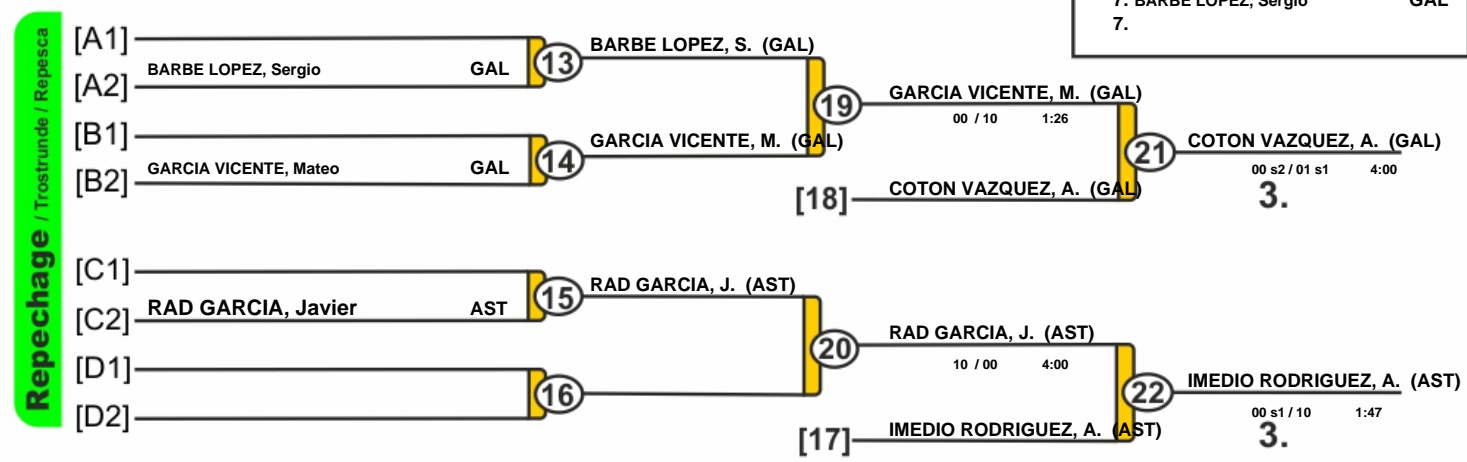 7. BARBE LOPEZ, Sergio GAL
7.
Repechage / Trostrunde / Repesca
[A1]
BARBE LOPEZ, Sergio GAL
[A2]
13
BARBE LOPEZ, S. (GAL)
[B1]
GARCIA VICENTE, Mateo GAL
[B2]
14
GARCIA VICENTE, M. (GAL)
19
GARCIA VICENTE, M. (GAL)
00 / 10 1:26
[18]
COTON VAZQUEZ, A. (GAL)
21
COTON VAZQUEZ, A. (GAL)
00 s2 / 01 s1 4:00
3.
[C1]
RAD GARCIA, Javier AST
[C2]
15
RAD GARCIA, J. (AST)
[D1]
[D2]
16
20
RAD GARCIA, J. (AST)
10 / 00 4:00
[17]
IMEDIO RODRIGUEZ, A. (AST)
22
IMEDIO RODRIGUEZ, A. (AST)
00 s1 / 10 1:47
3.